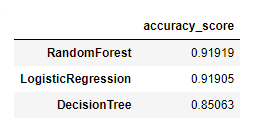 accuracy_score
RandomForest 0.91919
LogisticRegression 0.91905
DecisionTree 0.85063